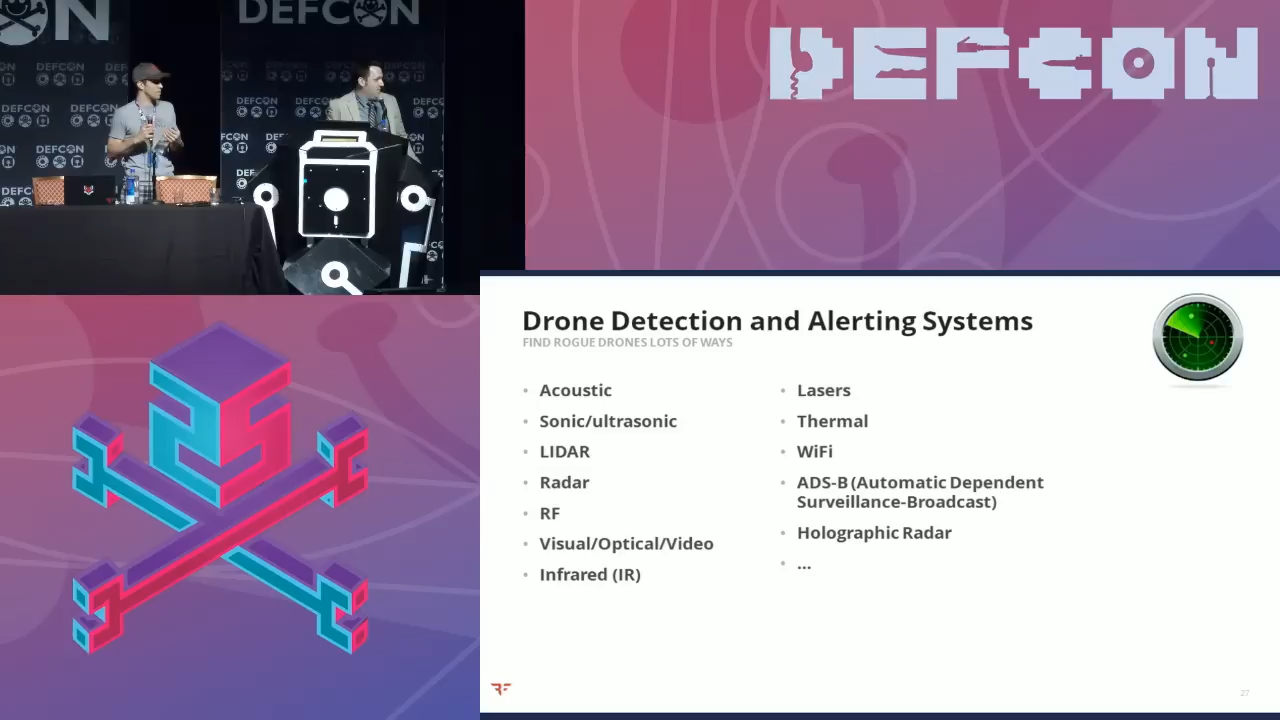 DEFCON
DEFCON
Drone Detection and Alerting Systems
FIND ROGUE DRONES LOTS OF WAYS
• Acoustic
• Sonic/ultrasonic
• LIDAR
• Radar
• RF
• Visual/Optical/Video
• Infrared (IR)
• Lasers
• Thermal
• WiFi
• ADS-B (Automatic Dependent
Surveillance-Broadcast)
• Holographic Radar
• ...
27